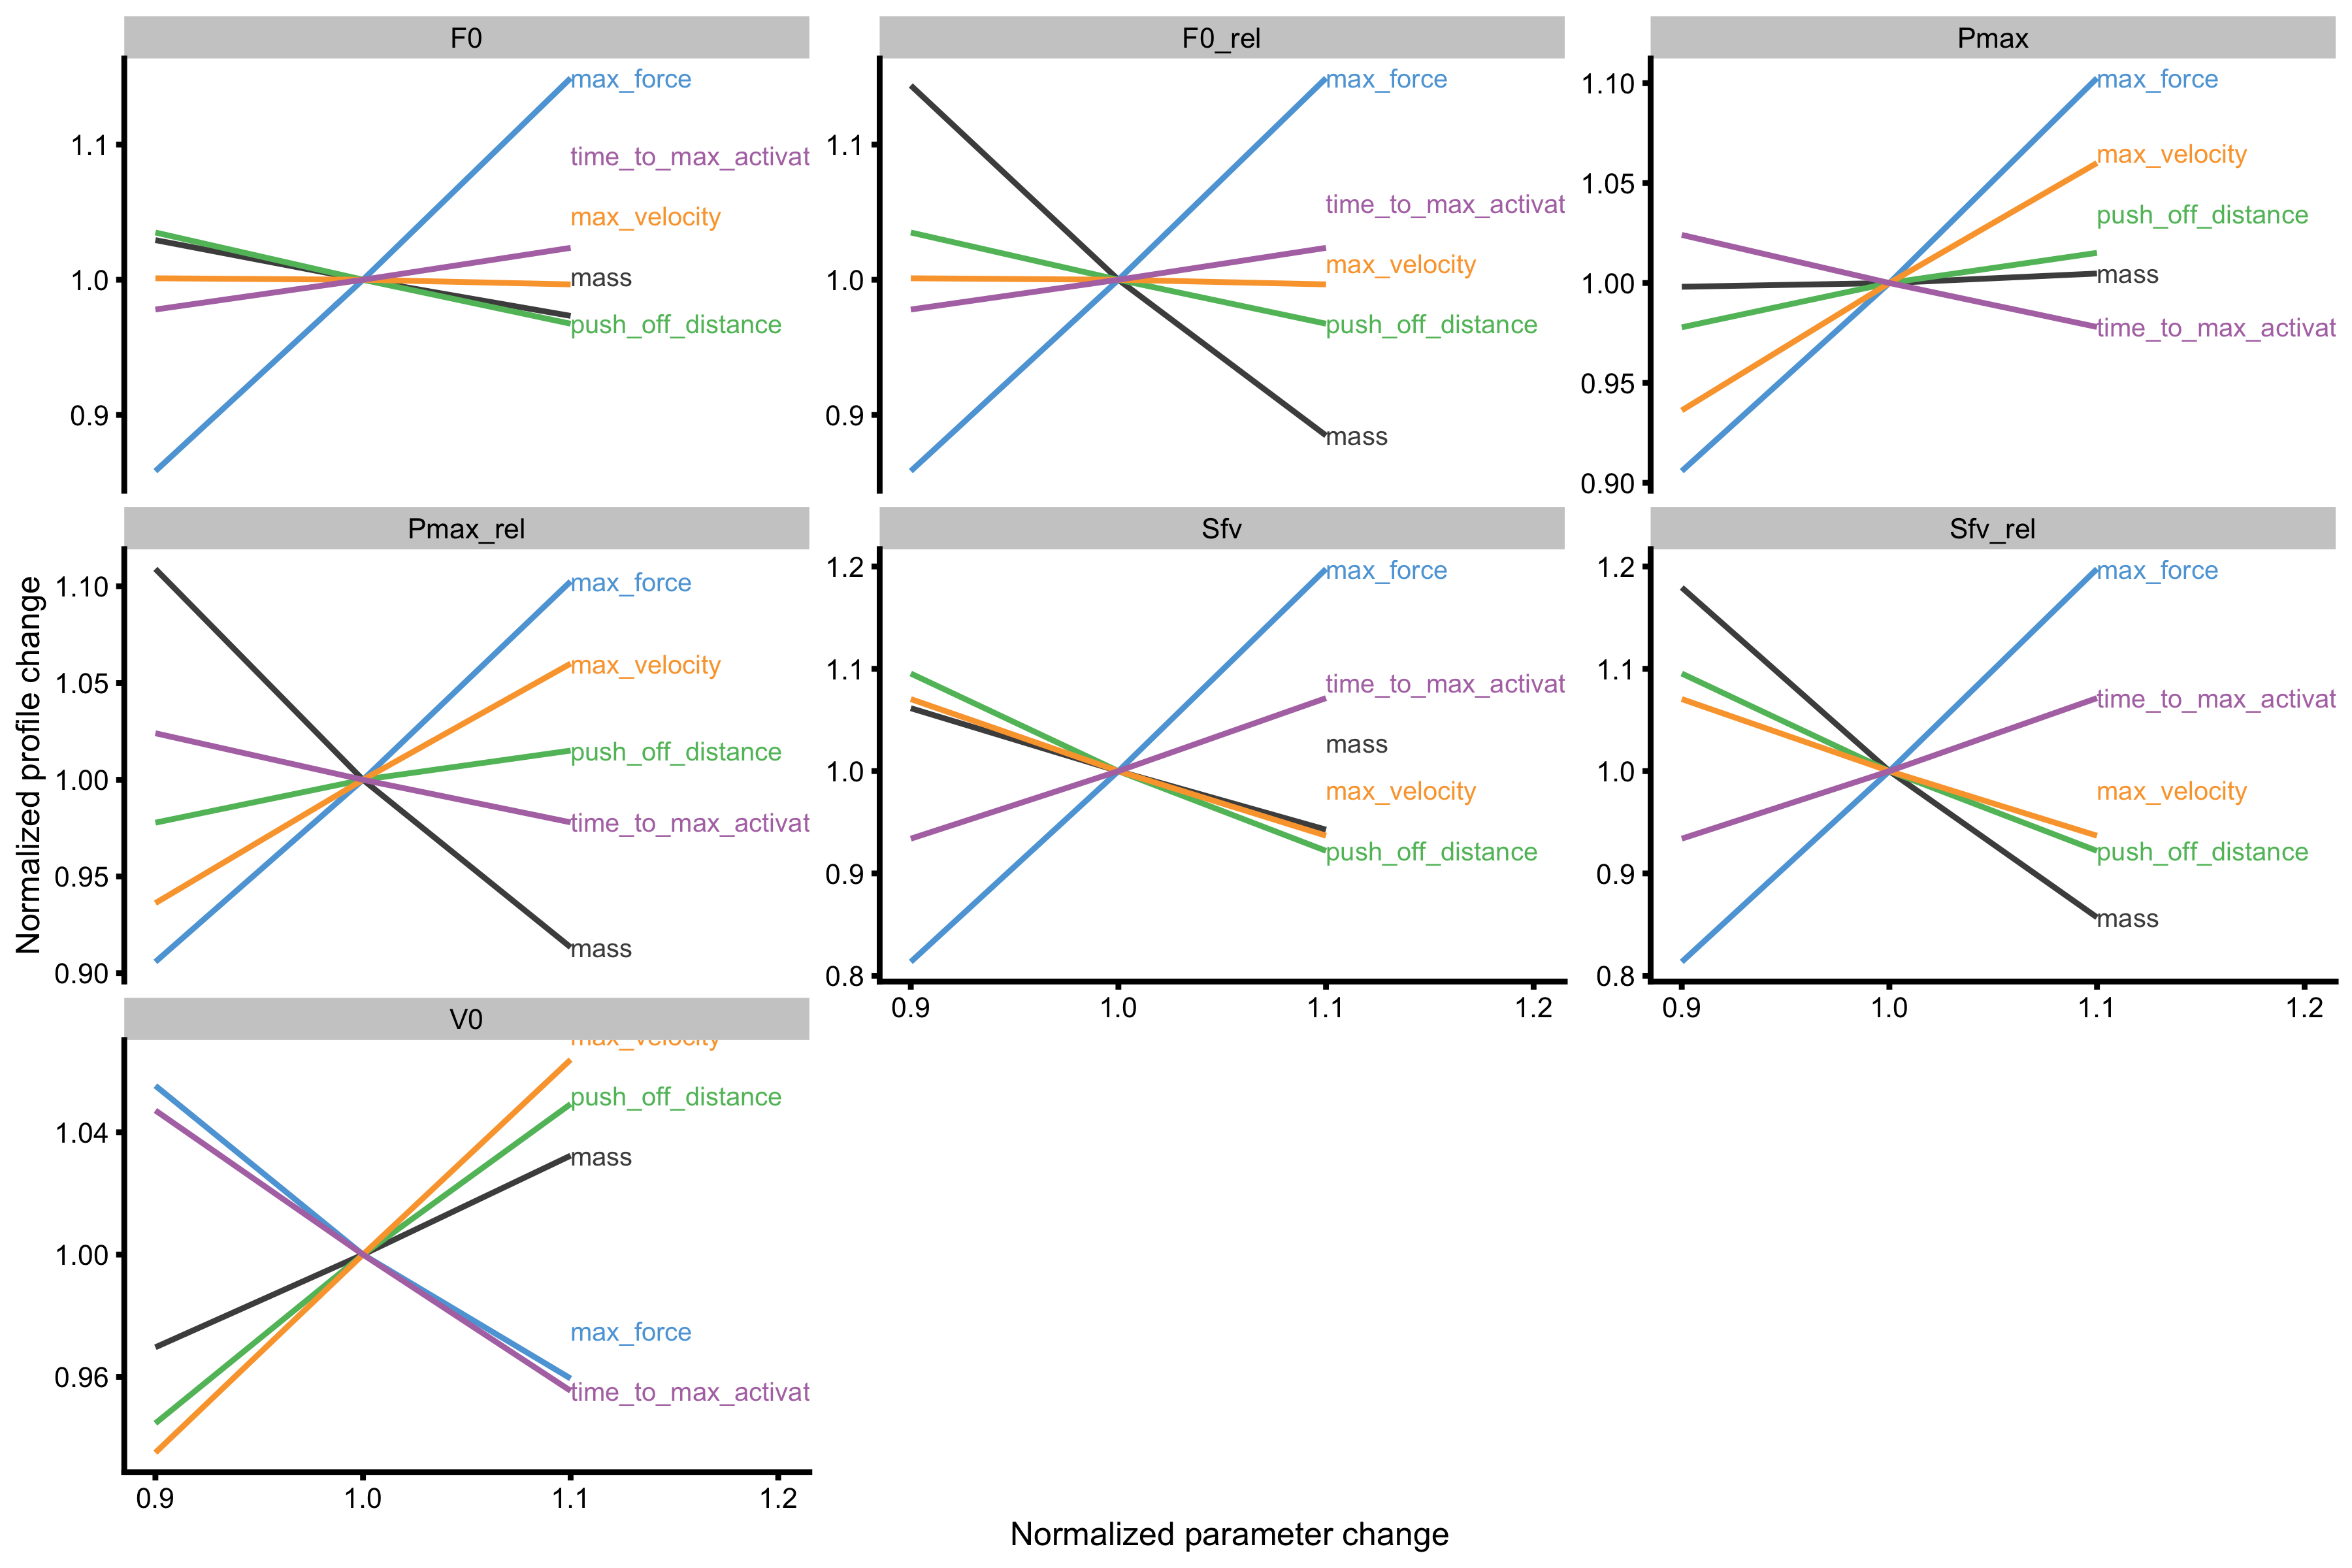 F0
F0_rel
Pmax
1.1
1.0
0.9
max_force
time_to_max_activat
max_velocity
mass
push_off_distance
1.1
1.0
0.9
max_force
time_to_max_activat
max_velocity
push_off_distance
mass
1.10
1.05
1.00
0.95
0.90
max_force
max_velocity
push_off_distance
mass
time_to_max_activat
Normalized profile change
Pmax_rel
Sfv
Sfv_rel
1.10
1.05
1.00
0.95
0.90
max_force
max_velocity
push_off_distance
time_to_max_activat
mass
1.2
1.1
1.0
0.9
0.8
max_force
time_to_max_activat
mass
max_velocity
push_off_distance
0.9 1.0 1.1 1.2
1.2
1.1
1.0
0.9
0.8
max_force
time_to_max_activat
max_velocity
push_off_distance
mass
0.9 1.0 1.1 1.2
V0
1.04
1.00
0.96
max_velocity
push_off_distance
mass
max_force
time_to_max_activat
0.9 1.0 1.1 1.2
Normalized parameter change